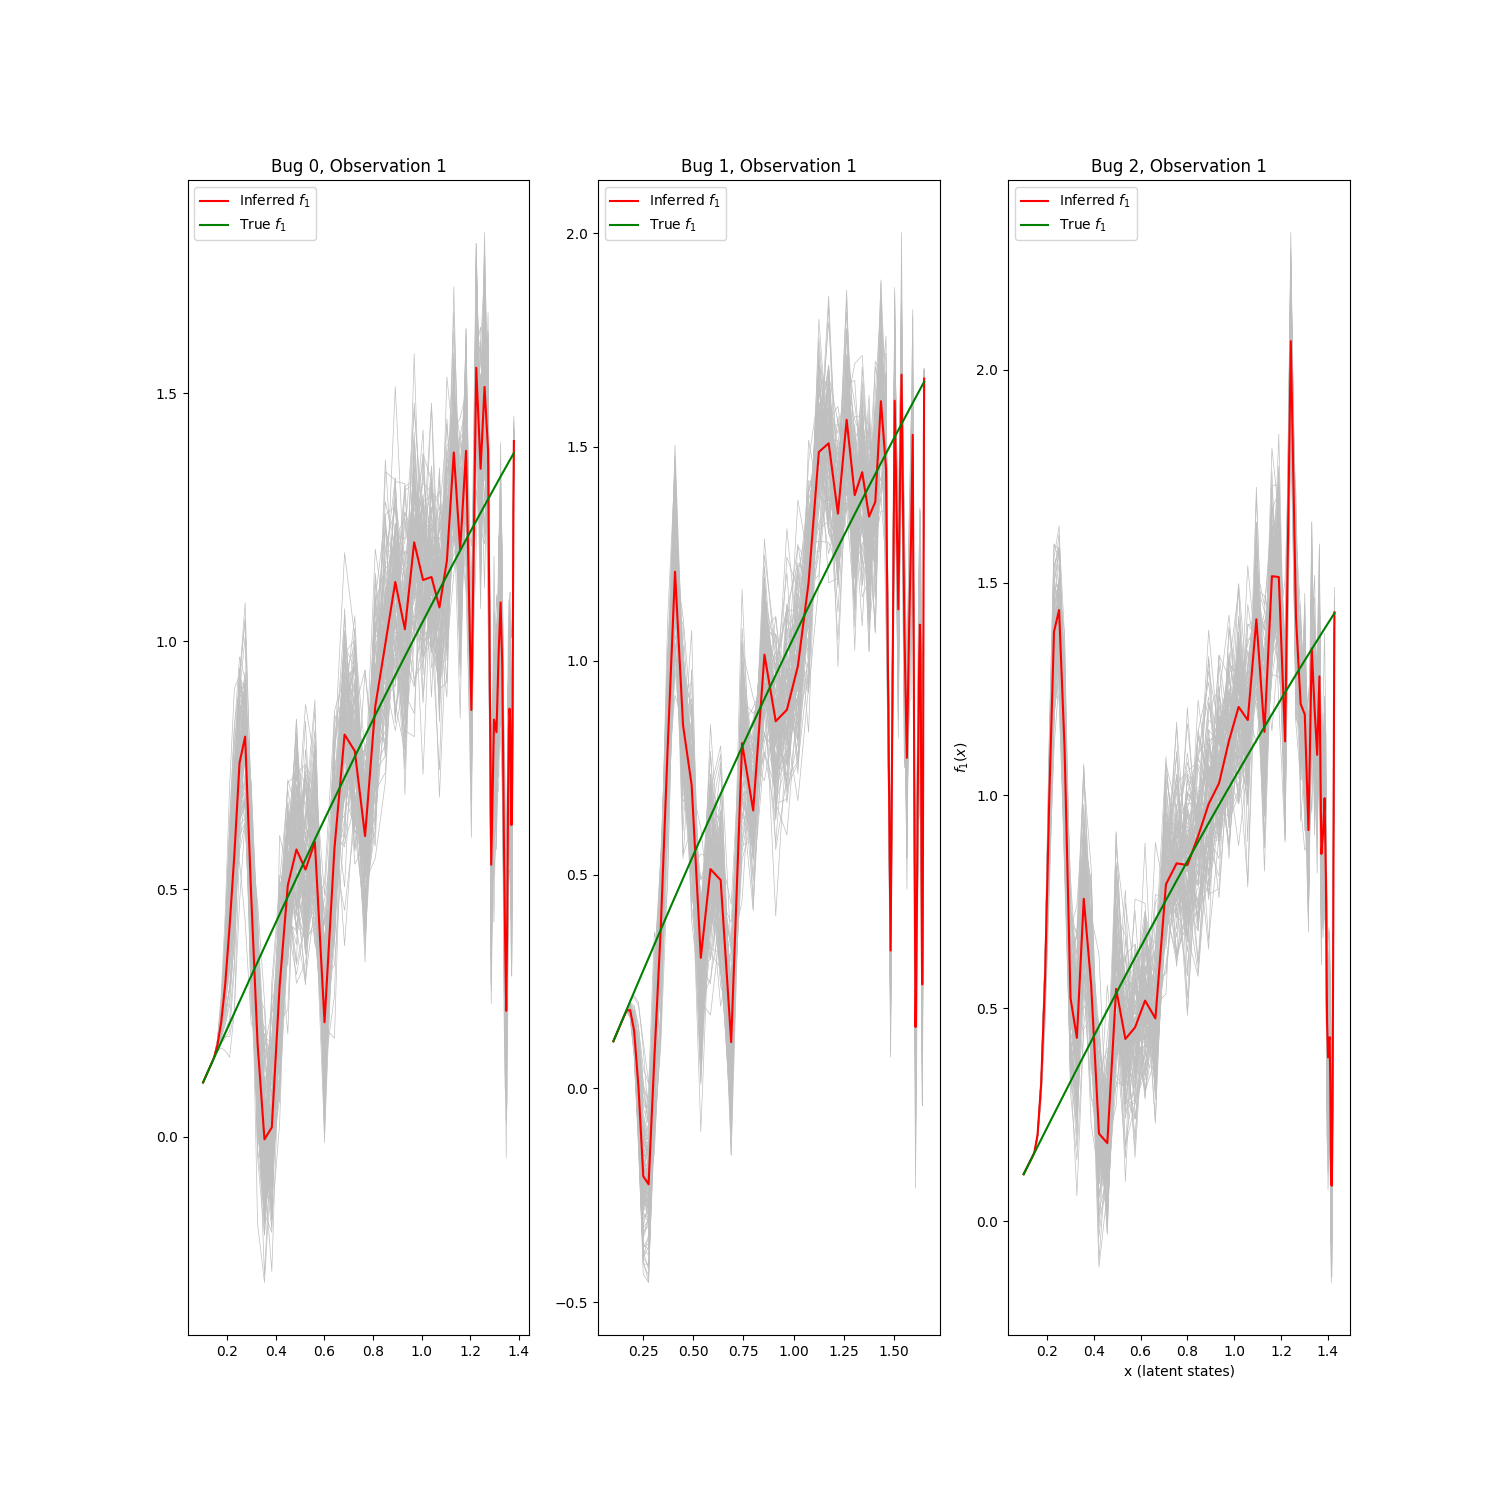 Bug 0, Observation 1
Inferred f₁
True f₁
1.5
1.0
0.5
0.0
0.2 0.4 0.6 0.8 1.0 1.2 1.4
Bug 1, Observation 1
Inferred f₁
True f₁
2.0
1.5
1.0
0.5
0.0
−0.5
0.25 0.50 0.75 1.00 1.25 1.50
Bug 2, Observation 1
Inferred f₁
True f₁
f₁(x)
2.0
1.5
1.0
0.5
0.0
0.2 0.4 0.6 0.8 1.0 1.2 1.4
x (latent states)